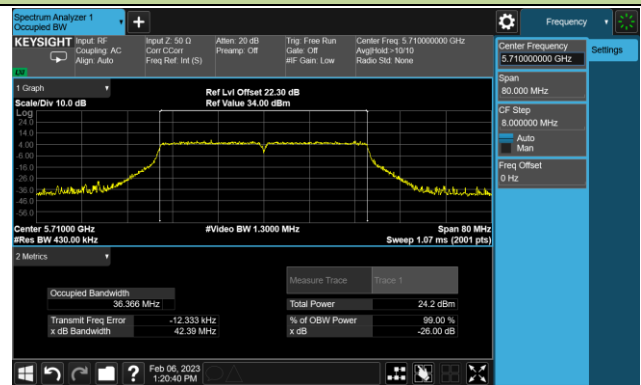 Spectrum Analyzer 1
Occupied BW
Frequency
KEYSIGHT
Input: RF
Coupling: AC
Align: Auto
Input Z: 50 Ω
Corr CCorr
Freq Ref: Int (S)
Atten: 20 dB
Preamp: Off
Trig: Free Run
Gate: Off
#IF Gain: Low
Center Freq: 5.710000000 GHz
Avg|Hold:>10/10
Radio Std: None
Center Frequency
5.710000000 GHz
Settings
Span
80.000 MHz
CF Step
8.000000 MHz
Auto
Man
Freq Offset
0 Hz
1 Graph
Scale/Div 10.0 dB
Ref Lvl Offset 22.30 dB
Ref Value 34.00 dBm
Log
24.0
14.0
4.00
-6.00
-16.0
-26.0
-36.0
-46.0
-56.0
Center 5.71000 GHz
#Res BW 430.00 kHz
#Video BW 1.3000 MHz
Span 80 MHz
Sweep 1.07 ms (2001 pts)
2 Metrics
Measure Trace
Trace 1
Occupied Bandwidth
36.366 MHz
Total Power
24.2 dBm
Transmit Freq Error
-12.333 kHz
% of OBW Power
99.00 %
x dB Bandwidth
42.39 MHz
x dB
-26.00 dB
?
Feb 06, 2023
1:20:40 PM